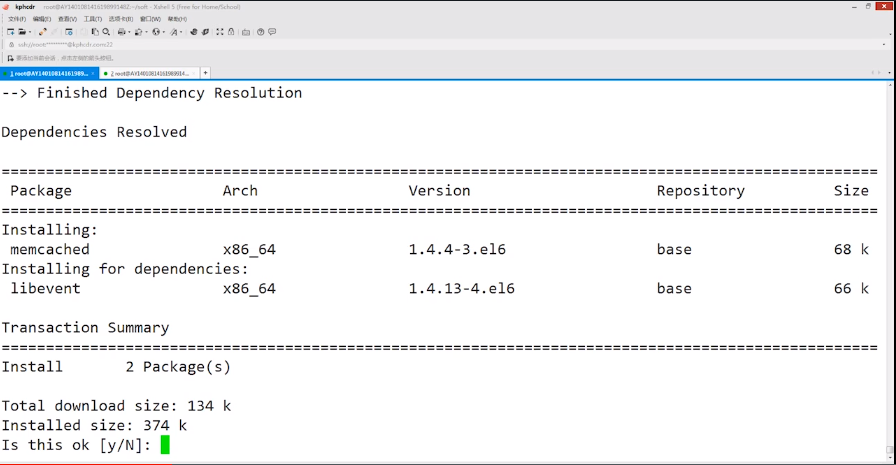 kphcdr root@AY140108141619899914OZ:~/soft - Xshell 5 (Free for Home/School)
文件(F) 编辑(E) 查看(V) 工具(T) 选项卡(B) 窗口(W) 帮助(H)
ssh://root:*********@kphcdr.com:22
要添加当前会话，点击左侧的箭头按钮。
1 root@AY140108141619899... × 2 root@AY140108141619899914... × +
--> Finished Dependency Resolution
Dependencies Resolved
================================================================================
Package Arch Version Repository Size
================================================================================
Installing:
memcached x86_64 1.4.4-3.el6 base 68 k
Installing for dependencies:
libevent x86_64 1.4.13-4.el6 base 66 k
Transaction Summary
================================================================================
Install 2 Package(s)
Total download size: 134 k
Installed size: 374 k
Is this ok [y/N]: